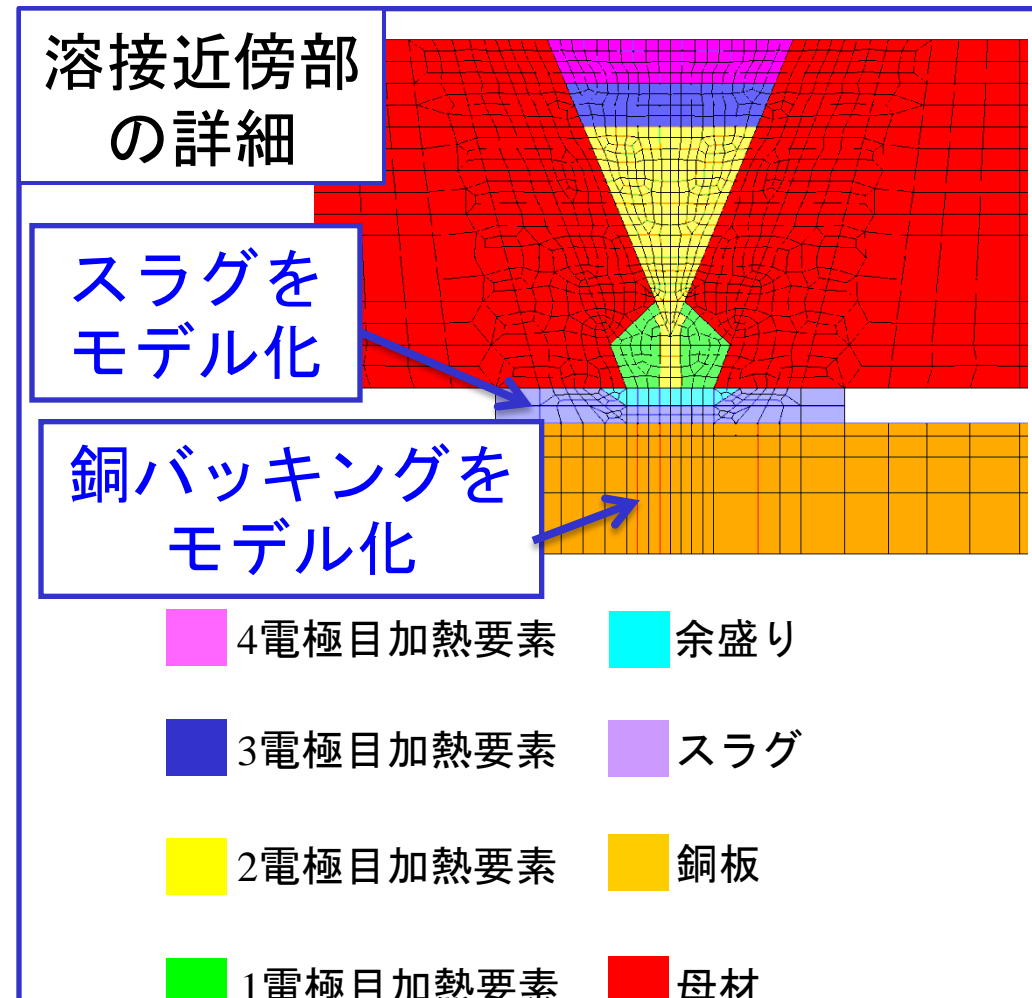 溶接近傍部
の詳細
スラグを
モデル化
銅バッキングを
モデル化
4電極目加熱要素
余盛り
3電極目加熱要素
スラグ
2電極目加熱要素
銅板
1電極目加熱要素
母材